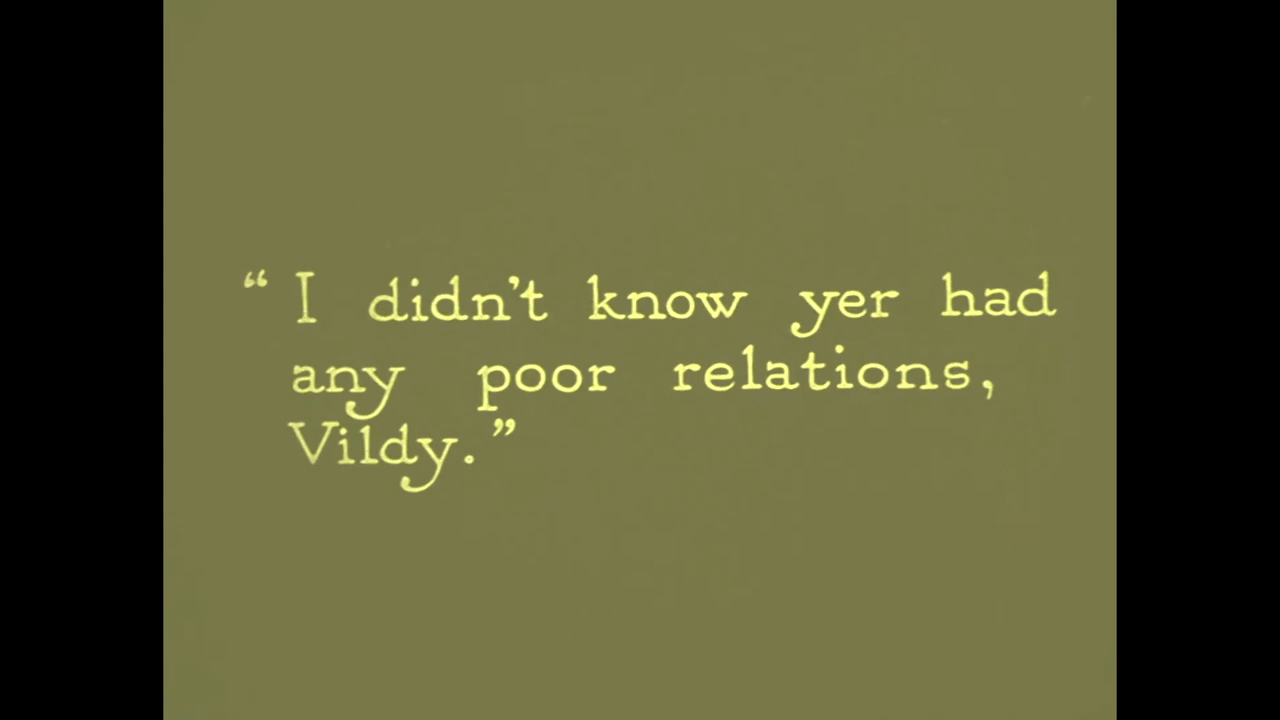 “I didn’t know yer had
any poor relations,
Vildy.”